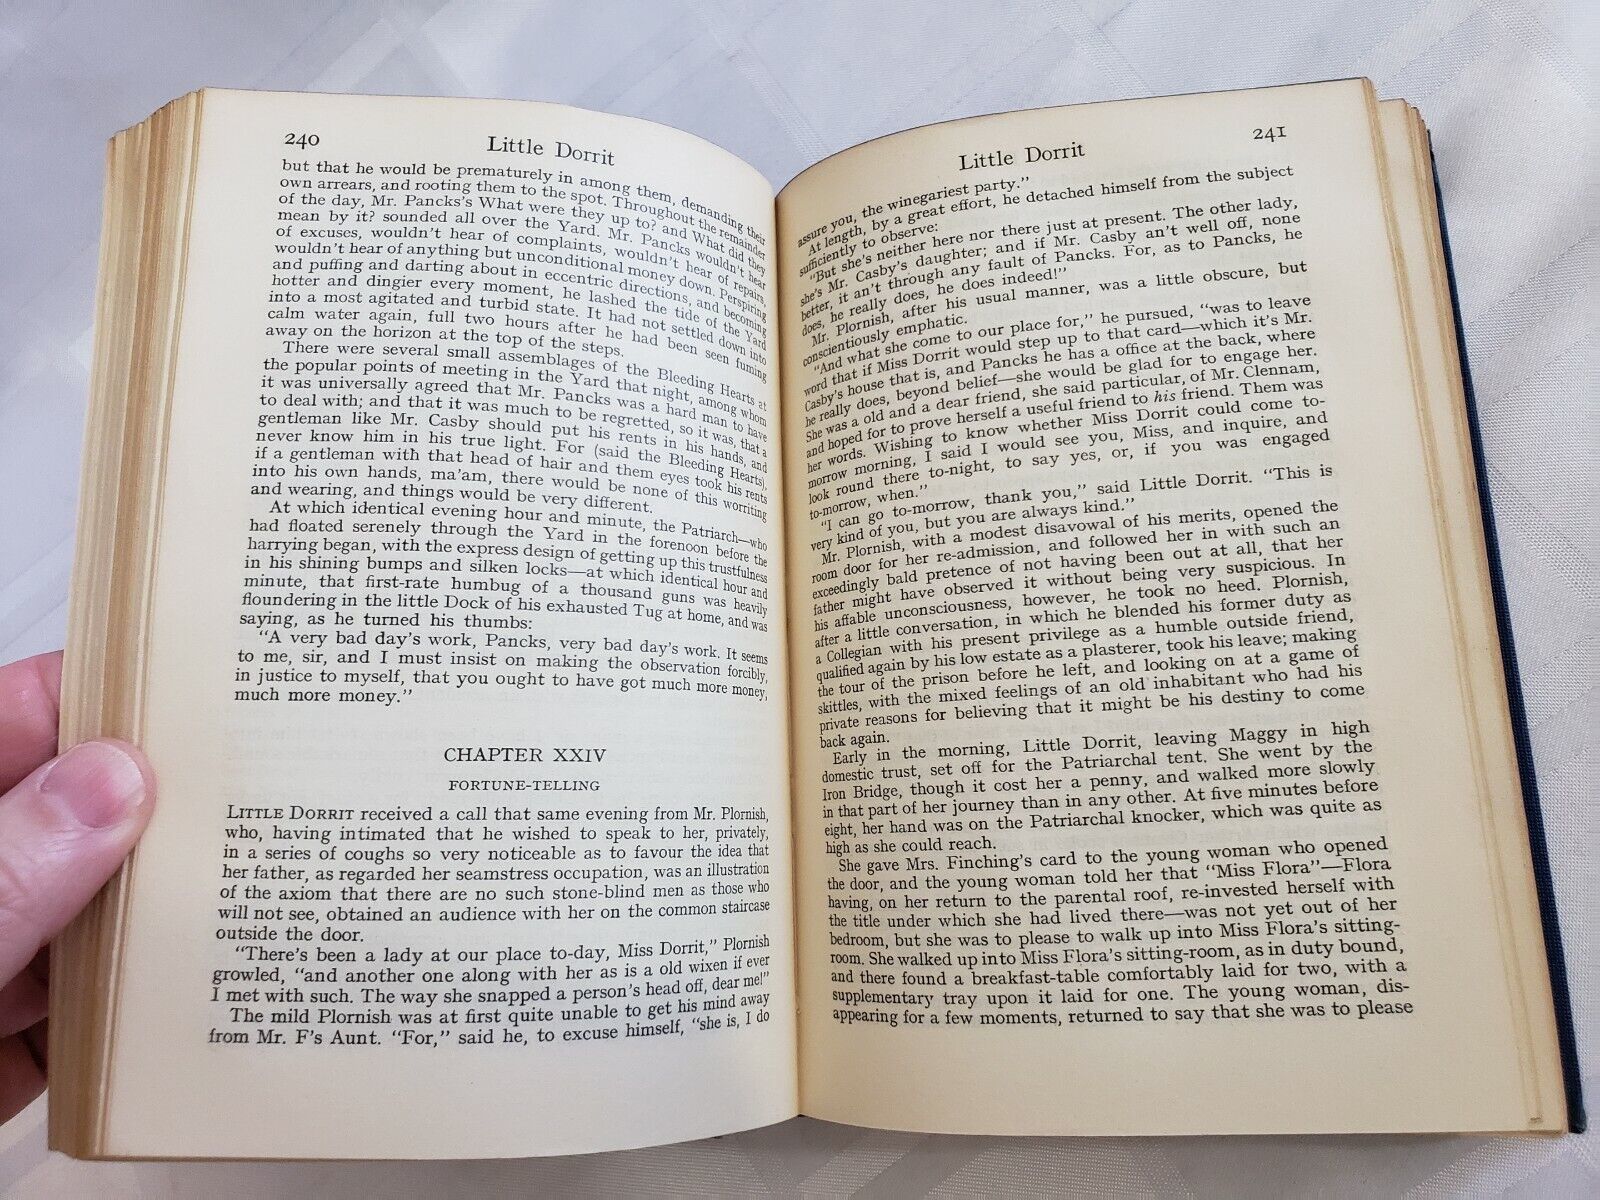 240
Little Dorrit
but that he would be prematurely in among them, demanding their
own arrears, and rooting them to the spot. Throughout the remainder
of the day, Mr. Pancks's What were they up to? and What did they
mean by it? sounded all over the Yard. Mr. Pancks wouldn't hear
of excuses, wouldn't hear of complaints, wouldn't hear of repairs,
wouldn't hear of anything but unconditional money down. Perspiring
and puffing and darting about in eccentric directions, and becoming
hotter and dingier every moment, he lashed the tide of the Yard
into a most agitated and turbid state. It had not settled down into
calm water again, full two hours after he had been seen fuming
away on the horizon at the top of the steps.
There were several small assemblages of the Bleeding Hearts at
the popular points of meeting in the Yard that night, among whom
it was universally agreed that Mr. Pancks was a hard man to have
to deal with; and that it was much to be regretted, so it was, that a
gentleman like Mr. Casby should put his rents in his hands, and
never know him in his true light. For (said the Bleeding Hearts),
if a gentleman with that head of hair and them eyes took his rents
into his own hands, ma'am, there would be none of this worriting
and wearing, and things would be very different.
At which identical evening hour and minute, the Patriarch—who
had floated serenely through the Yard in the forenoon before the
harrying began, with the express design of getting up this trustfulness
in his shining bumps and silken locks—at which identical hour and
minute, that first-rate humbug of a thousand guns was heavily
floundering in the little Dock of his exhausted Tug at home, and was
saying, as he turned his thumbs:
"A very bad day's work, Pancks, very bad day's work. It seems
to me, sir, and I must insist on making the observation forcibly,
in justice to myself, that you ought to have got much more money,
much more money."
CHAPTER XXIV
FORTUNE-TELLING
LITTLE DORRIT received a call that same evening from Mr. Plornish,
who, having intimated that he wished to speak to her, privately,
in a series of coughs so very noticeable as to favour the idea that
her father, as regarded her seamstress occupation, was an illustration
of the axiom that there are no such stone-blind men as those who
will not see, obtained an audience with her on the common staircase
outside the door.
"There's been a lady at our place to-day, Miss Dorrit," Plornish
growled, "and another one along with her as is a old wixen if ever
I met with such. The way she snapped a person's head off, dear me!"
The mild Plornish was at first quite unable to get his mind away
from Mr. F's Aunt. "For," said he, to excuse himself, "she is, I do
Little Dorrit
241
assure you, the winegariest party."
At length, by a great effort, he detached himself from the subject
sufficiently to observe:
"But she's neither here nor there just at present. The other lady,
she's Mr. Casby's daughter; and if Mr. Casby an't well off, none
better, it an't through any fault of Pancks. For, as to Pancks, he
does, he really does, he does indeed!"
Mr. Plornish, after his usual manner, was a little obscure, but
conscientiously emphatic.
"And what she come to our place for," he pursued, "was to leave
word that if Miss Dorrit would step up to that card—which it's Mr.
Casby's house that is, and Pancks he has a office at the back, where
he really does, beyond belief—she would be glad for to engage her.
She was a old and a dear friend, she said particular, of Mr. Clennam,
and hoped for to prove herself a useful friend to his friend. Them was
her words. Wishing to know whether Miss Dorrit could come to-
morrow morning, I said I would see you, Miss, and inquire, and
look round there to-night, to say yes, or, if you was engaged
to-morrow, when."
"I can go to-morrow, thank you," said Little Dorrit. "This is
very kind of you, but you are always kind."
Mr. Plornish, with a modest disavowal of his merits, opened the
room door for her re-admission, and followed her in with such an
exceedingly bald pretence of not having been out at all, that her
father might have observed it without being very suspicious. In
his affable unconsciousness, however, he took no heed. Plornish,
after a little conversation, in which he blended his former duty as
a Collegian with his present privilege as a humble outside friend,
qualified again by his low estate as a plasterer, took his leave; making
the tour of the prison before he left, and looking on at a game of
skittles, with the mixed feelings of an old inhabitant who had his
private reasons for believing that it might be his destiny to come
back again.
Early in the morning, Little Dorrit, leaving Maggy in high
domestic trust, set off for the Patriarchal tent. She went by the
Iron Bridge, though it cost her a penny, and walked more slowly
in that part of her journey than in any other. At five minutes before
eight, her hand was on the Patriarchal knocker, which was quite as
high as she could reach.
She gave Mrs. Finching's card to the young woman who opened
the door, and the young woman told her that "Miss Flora"—Flora
having, on her return to the parental roof, re-invested herself with
the title under which she had lived there—was not yet out of her
bedroom, but she was to please to walk up into Miss Flora's sitting-
room. She walked up into Miss Flora's sitting-room, as in duty bound,
and there found a breakfast-table comfortably laid for two, with a
supplementary tray upon it laid for one. The young woman, dis-
appearing for a few moments, returned to say that she was to please